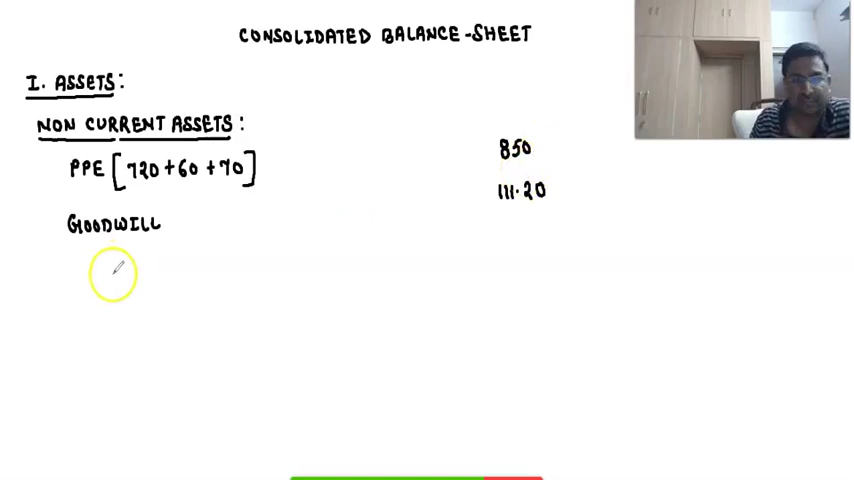 CONSOLIDATED BALANCE-SHEET
I. ASSETS:
NON CURRENT ASSETS:
PPE [720+60+70] 850
GOODWILL 111.20